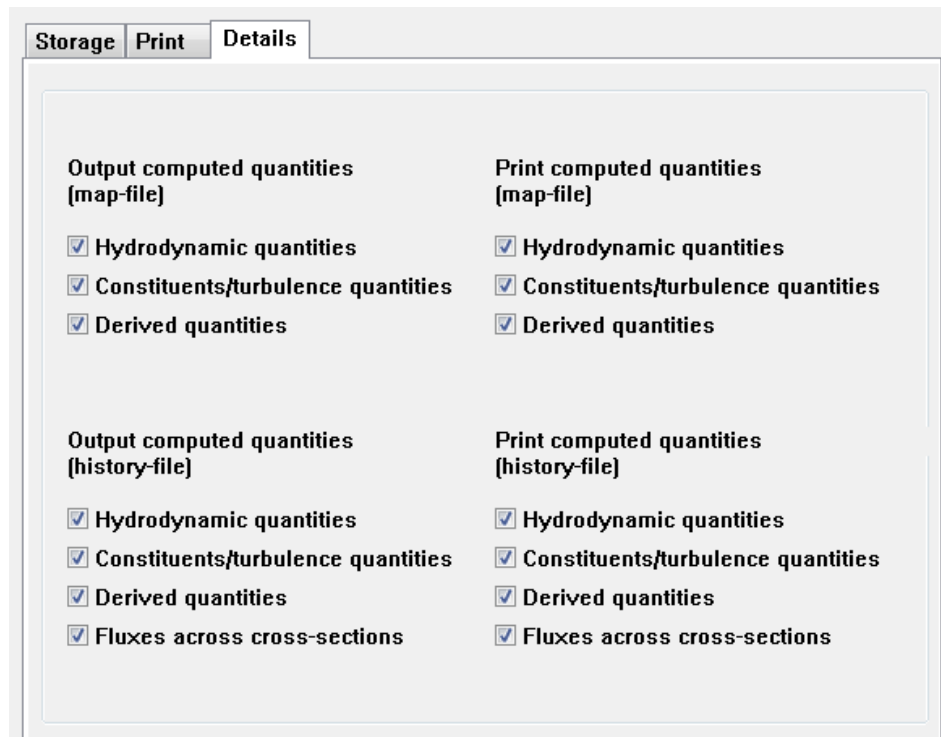 Storage Print Details
Output computed quantities
(map-file)
Hydrodynamic quantities
Constituents/turbulence quantities
Derived quantities
Print computed quantities
(map-file)
Hydrodynamic quantities
Constituents/turbulence quantities
Derived quantities
Output computed quantities
(history-file)
Hydrodynamic quantities
Constituents/turbulence quantities
Derived quantities
Fluxes across cross-sections
Print computed quantities
(history-file)
Hydrodynamic quantities
Constituents/turbulence quantities
Derived quantities
Fluxes across cross-sections